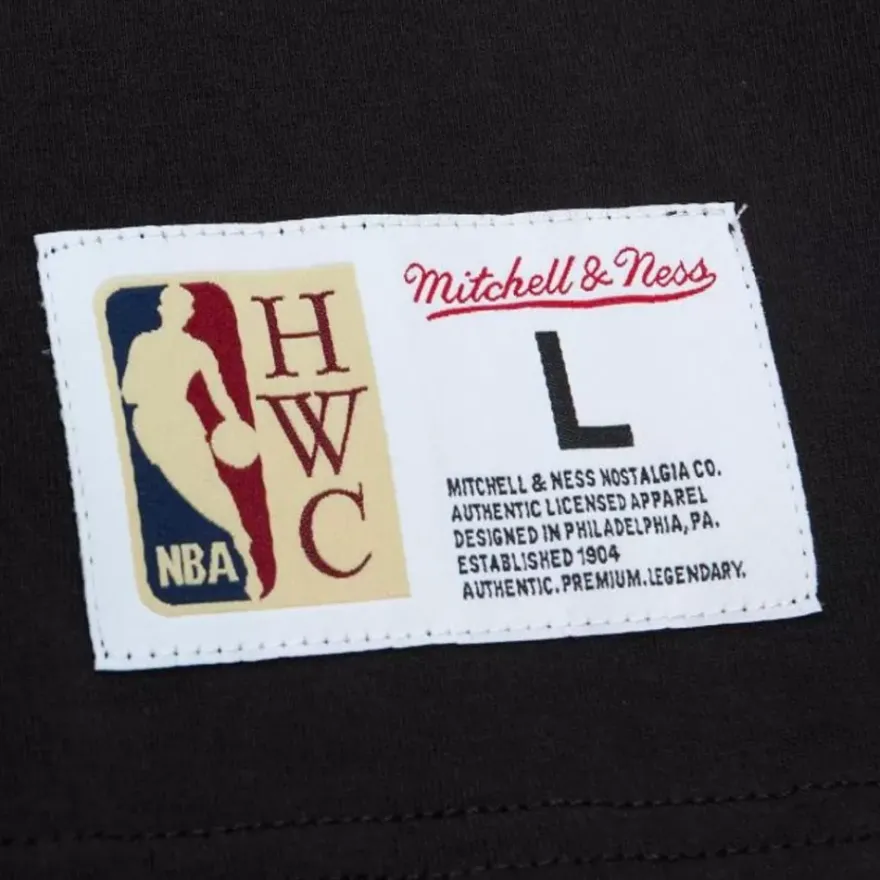 NBA
H
W
C
Mitchell & Ness
L
MITCHELL & NESS NOSTALGIA CO.
AUTHENTIC LICENSED APPAREL
DESIGNED IN PHILADELPHIA, PA.
ESTABLISHED 1904
AUTHENTIC. PREMIUM. LEGENDARY.